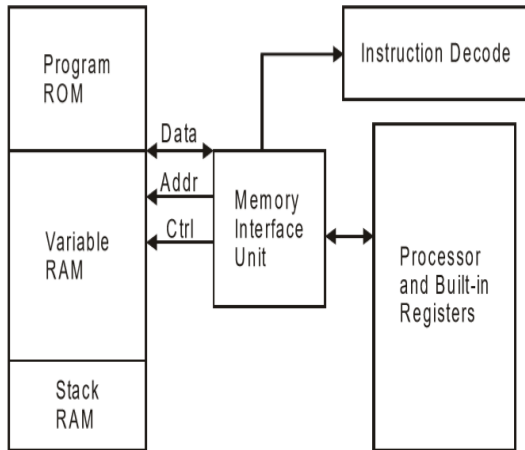 Program
ROM
Instruction Decode
Data
Addr
Ctrl
Variable
RAM
Memory
Interface
Unit
Processor
and Built-in
Registers
Stack
RAM